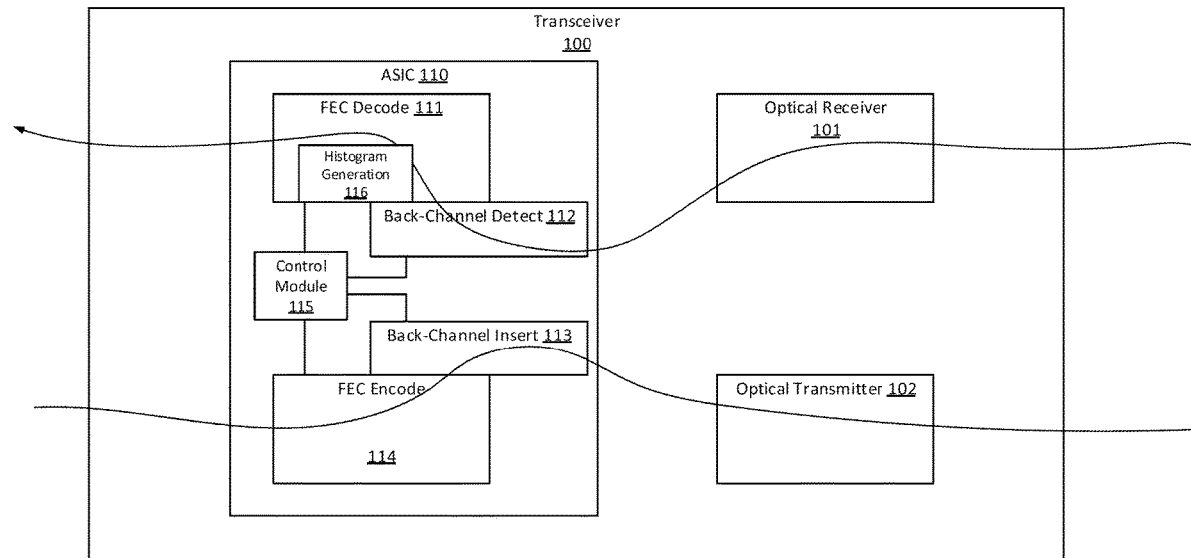 Transceiver
100
ASIC 110
FEC Decode 111
Histogram
Generation
116
Back-Channel Detect 112
Optical Receiver
101
Control
Module
115
Back-Channel Insert 113
FEC Encode
114
Optical Transmitter 102